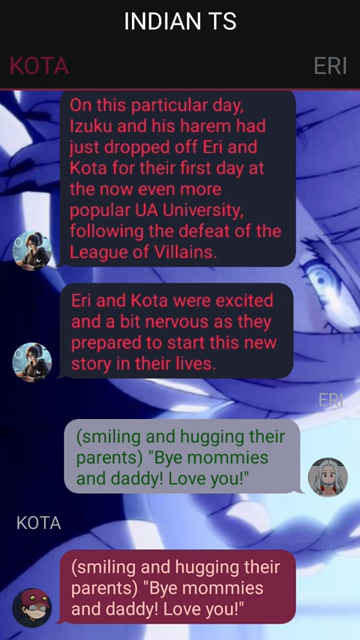 INDIAN TS
KOTA ERI
On this particular day,
Izuku and his harem had
just dropped off Eri and
Kota for their first day at
the now even more
popular UA University,
following the defeat of the
League of Villains.
Eri and Kota were excited
and a bit nervous as they
prepared to start this new
story in their lives.
ERI
(smiling and hugging their
parents) "Bye mommies
and daddy! Love you!"
KOTA
(smiling and hugging their
parents) "Bye mommies
and daddy! Love you!"